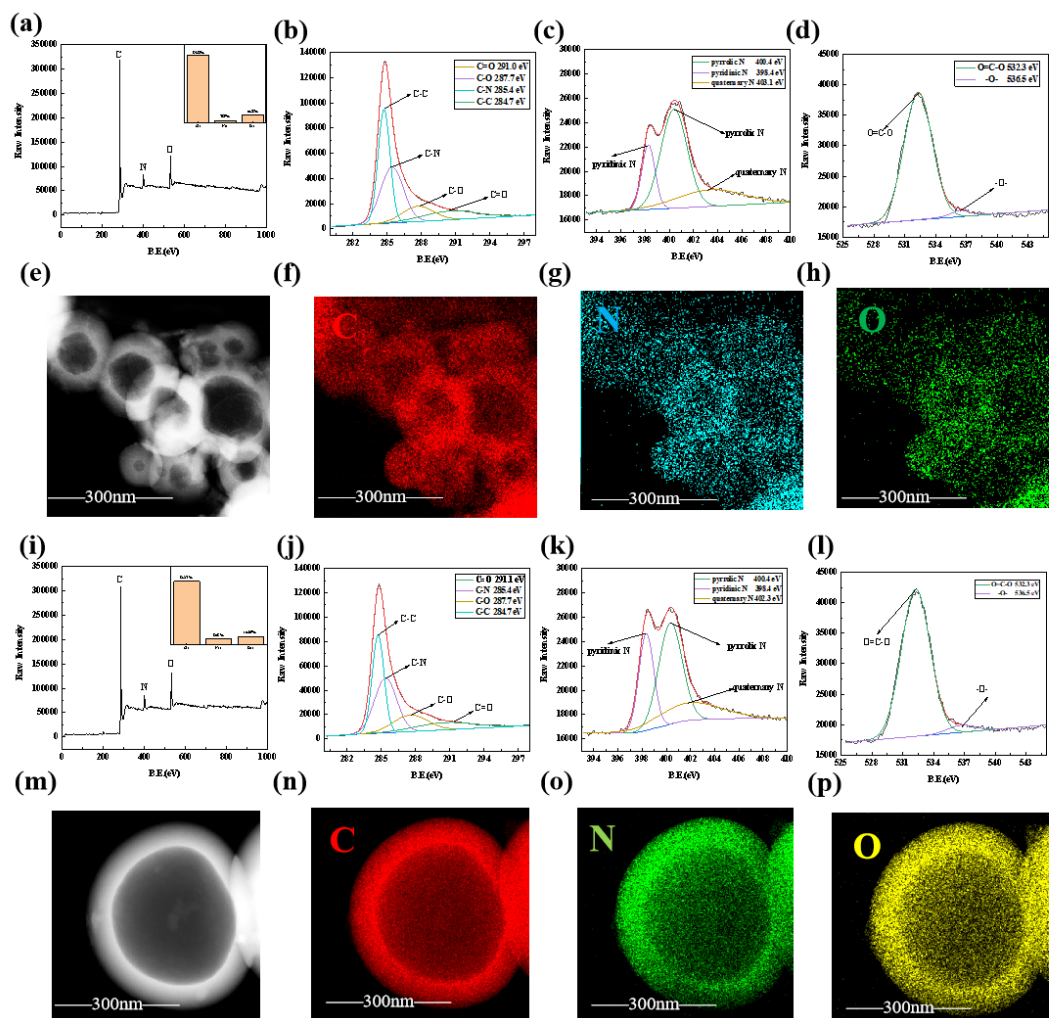 (a)
(b)
(c)
(d)
350000
300000
250000
200000
150000
100000
50000
0
C
N
O
0
200
400
600
800
1000
B.E.(eV)
Raw Intensity
140000
120000
100000
80000
60000
40000
20000
0
C=O 291.0 eV
C-O 287.7 eV
C-N 285.4 eV
C-C 284.7 eV
C-C
C-N
C-O
C=O
282
285
288
291
294
297
B.E.(eV)
Raw Intensity
30000
28000
26000
24000
22000
20000
18000
16000
pyrrolic N 400.4 eV
pyridinic N 398.4 eV
quaternary N 403.1 eV
pyrrolic N
pyridinic N
quaternary N
394
396
398
400
402
404
406
408
410
B.E.(eV)
Raw Intensity
45000
40000
35000
30000
25000
20000
15000
O=C-O 532.3 eV
-O- 536.5 eV
O=C-O
-O-
525
528
531
534
537
540
543
B.E.(eV)
Raw Intensity
(e)
(f)
(g)
(h)
C
N
O
300nm
300nm
300nm
300nm
(i)
(j)
(k)
(l)
350000
300000
250000
200000
150000
100000
50000
0
C
N
O
0
200
400
600
800
1000
B.E.(eV)
Raw Intensity
140000
120000
100000
80000
60000
40000
20000
0
C=O 291.1 eV
C-N 285.4 eV
C-O 287.7 eV
C-C 284.7 eV
C-C
C-N
C-O
C=O
282
285
288
291
294
297
B.E.(eV)
Raw Intensity
30000
28000
26000
24000
22000
20000
18000
16000
pyrrolic N 400.4 eV
pyridinic N 398.4 eV
quaternary N 402.3 eV
pyridinic N
pyrrolic N
quaternary N
394
396
398
400
402
404
406
408
410
B.E.(eV)
Raw Intensity
45000
40000
35000
30000
25000
20000
15000
O=C-O 532.3 eV
-O- 536.5 eV
O=C-O
-O-
525
528
531
534
537
540
543
B.E.(eV)
Raw Intensity
(m)
(n)
(o)
(p)
C
N
O
300nm
300nm
300nm
300nm